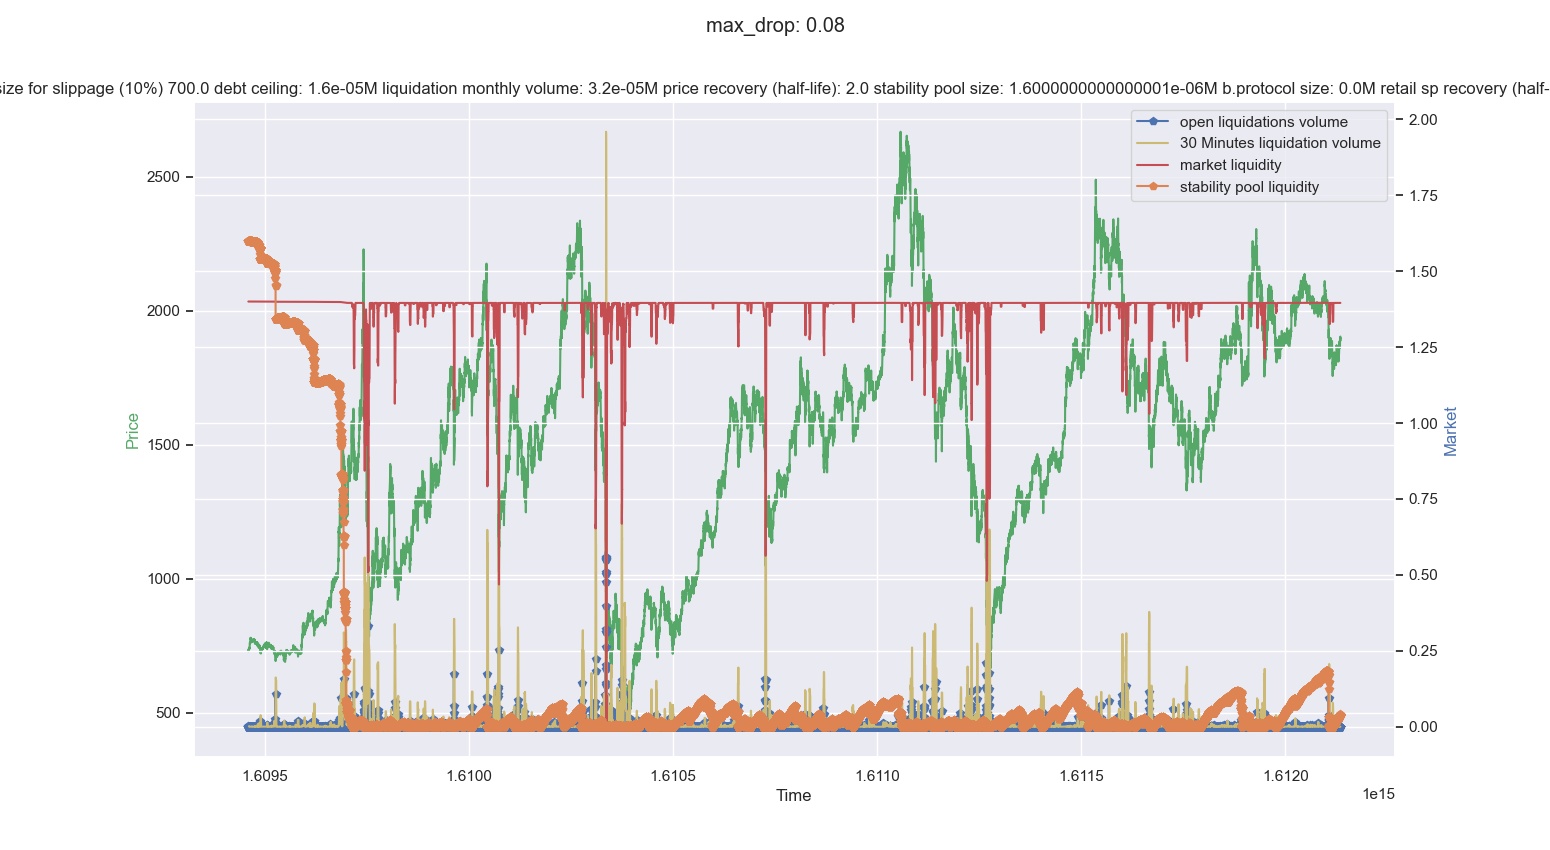 max_drop: 0.08
size for slippage (10%) 700.0 debt ceiling: 1.6e-05M liquidation monthly volume: 3.2e-05M price recovery (half-life): 2.0 stability pool size: 1.6000000000000001e-06M b.protocol size: 0.0M retail sp recovery (half-
open liquidations volume
30 Minutes liquidation volume
market liquidity
stability pool liquidity
2500
2000
1500
1000
500
Price
2.00
1.75
1.50
1.25
1.00
0.75
0.50
0.25
0.00
Market
1.6095 1.6100 1.6105 1.6110 1.6115 1.6120
Time
1e15